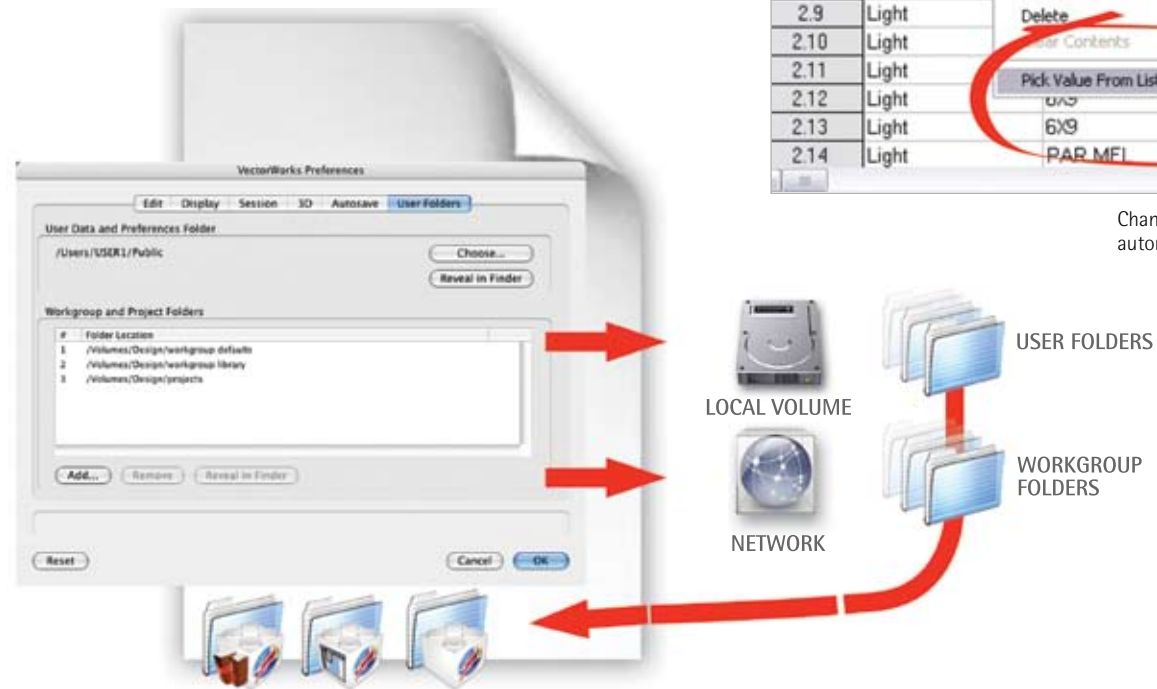 2.9 Light Delete
2.10 Light Contents
2.11 Light Pick Value From List
2.12 Light 6X9
2.13 Light 6X9
2.14 Light PAR MFL
Chan
autor
VectorWorks Preferences
Edit Display Session 3D Autosave User Folders
User Data and Preferences Folder
/Users/USER1/Public Choose...
Reveal in Finder
Workgroup and Project Folders
# Folder Location
1 /Volumes/Design/workgroup defaults
2 /Volumes/Design/workgroup library
3 /Volumes/Design/projects
Add... Remove Reveal in Finder
Reset Cancel OK
LOCAL VOLUME
NETWORK
USER FOLDERS
WORKGROUP
FOLDERS